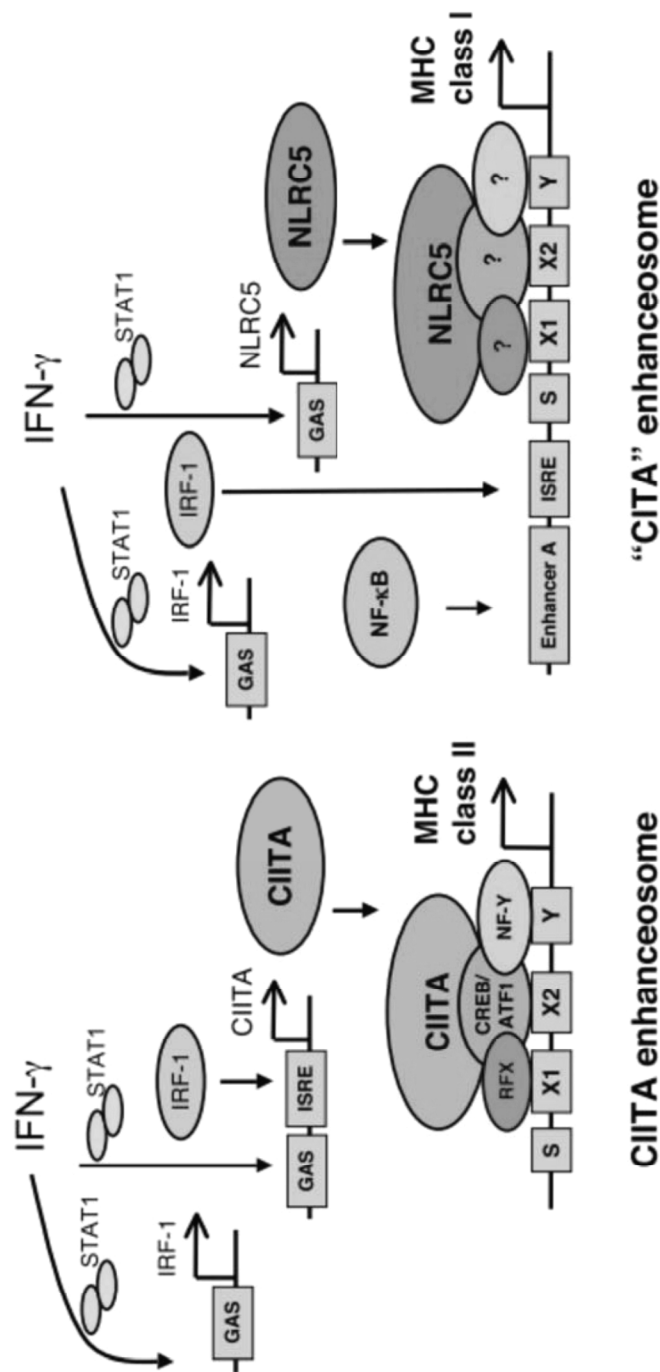 IFN-γ
STAT1
STAT1
IRF-1
IRF-1
GAS
GAS
ISRE
CIITA
CIITA
CIITA
RFX
CREB/
ATF1
NF-Y
S
X1
X2
Y
MHC
class II
CIITA enhanceosome
IFN-γ
STAT1
STAT1
IRF-1
IRF-1
GAS
NF-κB
GAS
NLRC5
NLRC5
NLRC5
?
?
?
Enhancer A
ISRE
S
X1
X2
Y
MHC
class I
"CITA" enhanceosome